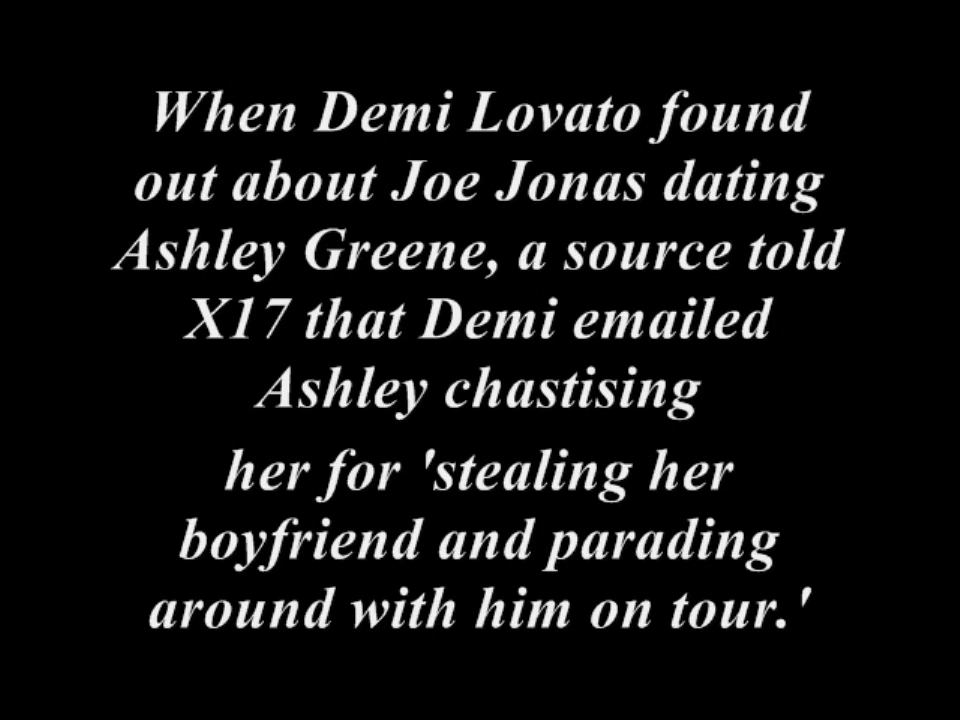 When Demi Lovato found
out about Joe Jonas dating
Ashley Greene, a source told
X17 that Demi emailed
Ashley chastising
her for 'stealing her
boyfriend and parading
around with him on tour.'